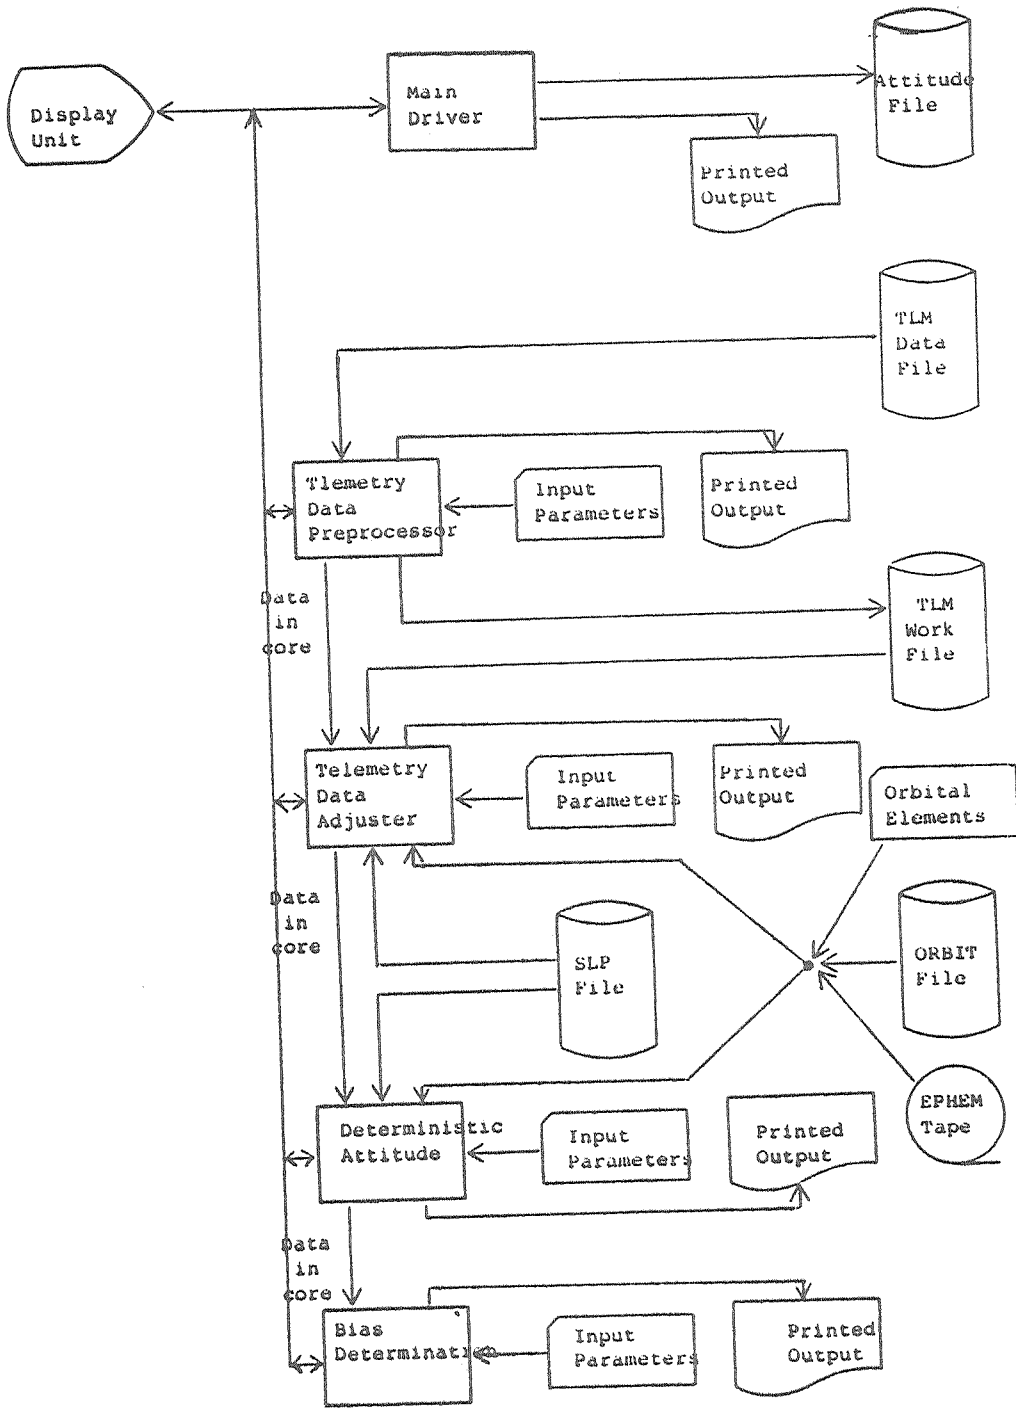 Display
Unit
Main
Driver
Attitude
File
Printed
Output
TLM
Data
File
Tlemetry
Data
Preprocessor
Input
Parameters
Printed
Output
Data
in
core
TLM
Work
File
Telemetry
Data
Adjuster
Input
Parameters
Printed
Output
Orbital
Elements
Data
in
core
SLP
File
ORBIT
File
EPHEM
Tape
Deterministic
Attitude
Input
Parameters
Printed
Output
Data
in
core
Bias
Determination
Input
Parameters
Printed
Output